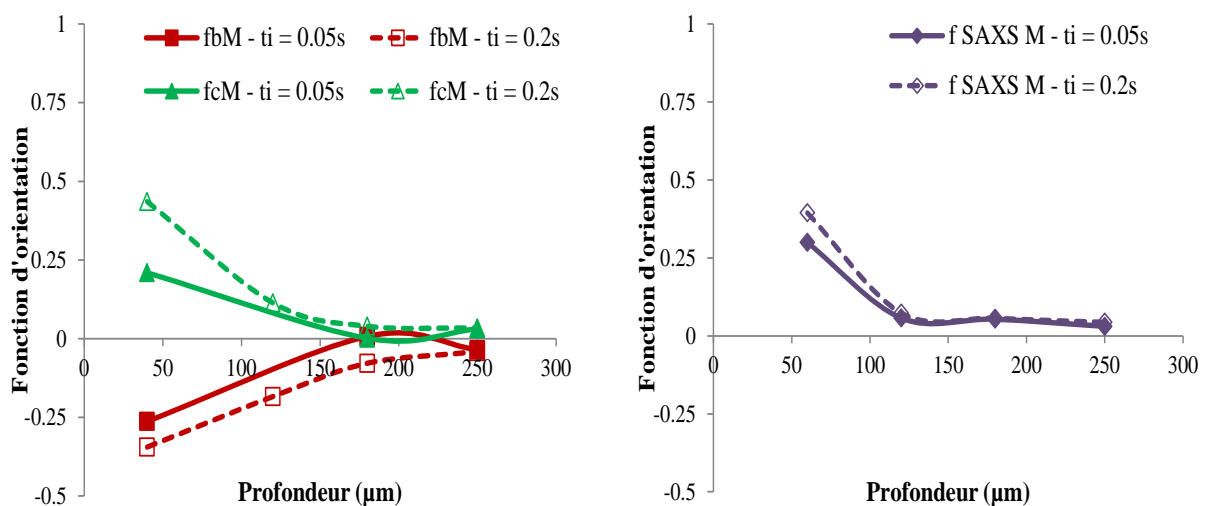 fbM - ti = 0.05s
fbM - ti = 0.2s
fcM - ti = 0.05s
fcM - ti = 0.2s
1
0.75
0.5
0.25
0
-0.25
-0.5
0
50
100
150
200
250
300
Fonction d'orientation
Profondeur (µm)
f SAXS M - ti = 0.05s
f SAXS M - ti = 0.2s
1
0.75
0.5
0.25
0
-0.25
-0.5
0
50
100
150
200
250
300
Fonction d'orientation
Profondeur (µm)